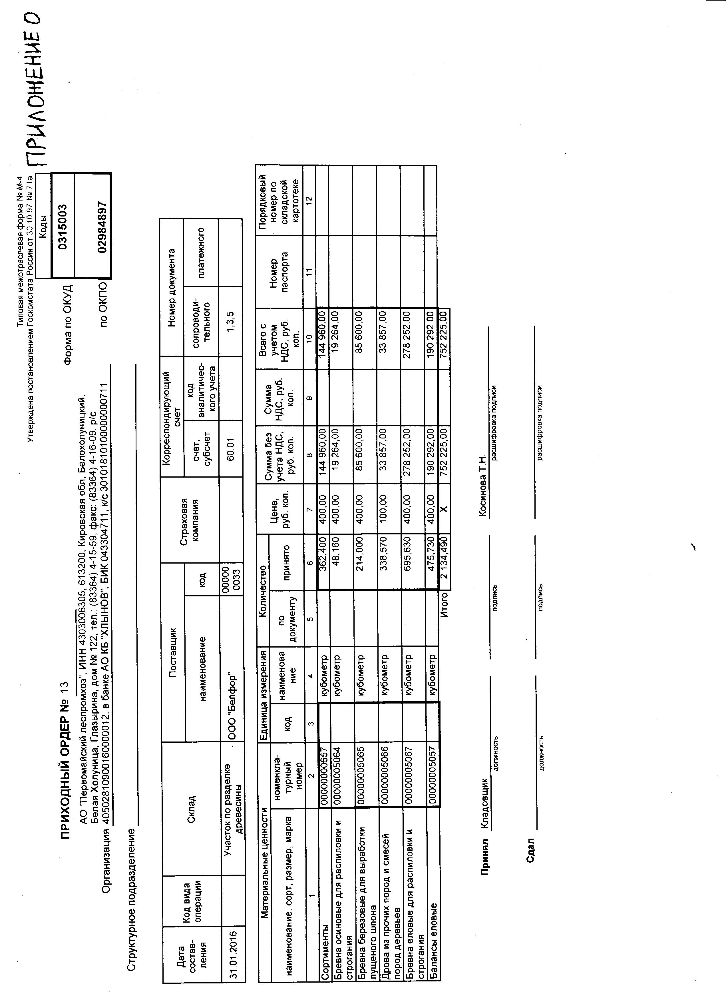 ПРИЛОЖЕНИЕ О
Типовая межотраслевая форма № М-4
Утверждена постановлением Госкомстата России от 30.10.97 № 71а
Коды
ПРИХОДНЫЙ ОРДЕР № 13
Форма по ОКУД 0315003
АО "Первомайский леспромхоз", ИНН 4303006305, 613200, Кировская обл, Белохолуницкий,
Белая Холуница, Глазырина, дом № 122, тел.: (83364) 4-15-59, факс: (83364) 4-16-09, р/с
Организация 40502810900160000012, в банке АО КБ "ХЛЫНОВ", БИК 043304711, к/с 30101810100000000711
по ОКПО 02984897
Структурное подразделение
Дата состав-ления Код вида операции Склад Поставщик Страховая компания Корреспондирующий счет Номер документа
наименование код счет, субсчет код аналитичес-кого учета сопроводи-тельного платежного
31.01.2016 Участок по разделке древесины ООО "Белфор" 00000 0033 60.01 1,3,5
Материальные ценности Единица измерения Количество Цена, руб. коп. Сумма без учета НДС, руб. коп. Сумма НДС, руб. коп. Всего с учетом НДС, руб. коп. Номер паспорта Порядковый номер по складской картотеке
наименование, сорт, размер, марка номенкла-турный номер код наименова ние по документу принято
1 2 3 4 5 6 7 8 9 10 11 12
Сортименты 00000000657 кубометр 362,400 400,00 144 960,00 144 960,00
Бревна осиновые для распиловки и 00000005064 кубометр 48,160 400,00 19 264,00 19 264,00
строгания
Бревна березовые для выработки 00000005065 кубометр 214,000 400,00 85 600,00 85 600,00
лущеного шпона
Дрова из прочих пород и смесей 00000005066 кубометр 338,570 100,00 33 857,00 33 857,00
пород деревьев
Бревна еловые для распиловки и 00000005067 кубометр 695,630 400,00 278 252,00 278 252,00
строгания
Балансы еловые 00000005057 кубометр 475,730 400,00 190 292,00 190 292,00
Итого 2 134,490 X 752 225,00 752 225,00
Принял Кладовщик Косинова Т.Н.
должность подпись расшифровка подписи
Сдал
должность подпись расшифровка подписи